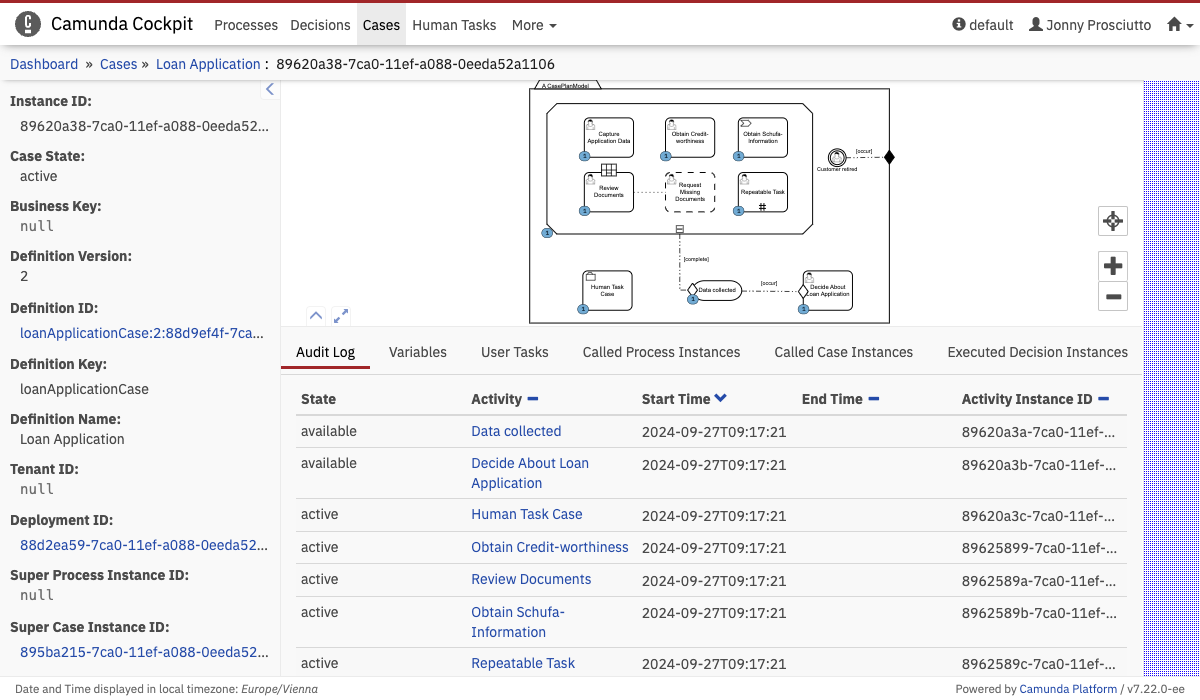 Camunda Cockpit Processes Decisions Cases Human Tasks More default Jonny Prosciutto
Dashboard » Cases » Loan Application : 89620a38-7ca0-11ef-a088-0eeda52a1106
Instance ID:
89620a38-7ca0-11ef-a088-0eeda52...
Case State:
active
Business Key:
null
Definition Version:
2
Definition ID:
loanApplicationCase:2:88d9ef4f-7ca...
Definition Key:
loanApplicationCase
Definition Name:
Loan Application
Tenant ID:
null
Deployment ID:
88d2ea59-7ca0-11ef-a088-0eeda52...
Super Process Instance ID:
null
Super Case Instance ID:
895ba215-7ca0-11ef-a088-0eeda52...
A CasePlanModel
Capture
Application Data
1
Obtain Credit-
worthiness
1
Obtain Schufa-
Information
1
[occur]
Customer retired
Review
Documents
1
Request
Missing
Documents
Repeatable Task
1
1
[complete]
Human Task
Case
1
Data collected
1
[occur]
Decide About
Loan Application
1
Audit Log Variables User Tasks Called Process Instances Called Case Instances Executed Decision Instances
State Activity Start Time End Time Activity Instance ID
available Data collected 2024-09-27T09:17:21 89620a3a-7ca0-11ef-...
available Decide About Loan 2024-09-27T09:17:21 89620a3b-7ca0-11ef-...
Application
active Human Task Case 2024-09-27T09:17:21 89620a3c-7ca0-11ef-...
active Obtain Credit-worthiness 2024-09-27T09:17:21 89625899-7ca0-11ef-...
active Review Documents 2024-09-27T09:17:21 8962589a-7ca0-11ef-...
active Obtain Schufa- 2024-09-27T09:17:21 8962589b-7ca0-11ef-...
Information
active Repeatable Task 2024-09-27T09:17:21 8962589c-7ca0-11ef-...
Date and Time displayed in local timezone: Europe/Vienna Powered by Camunda Platform / v7.22.0-ee